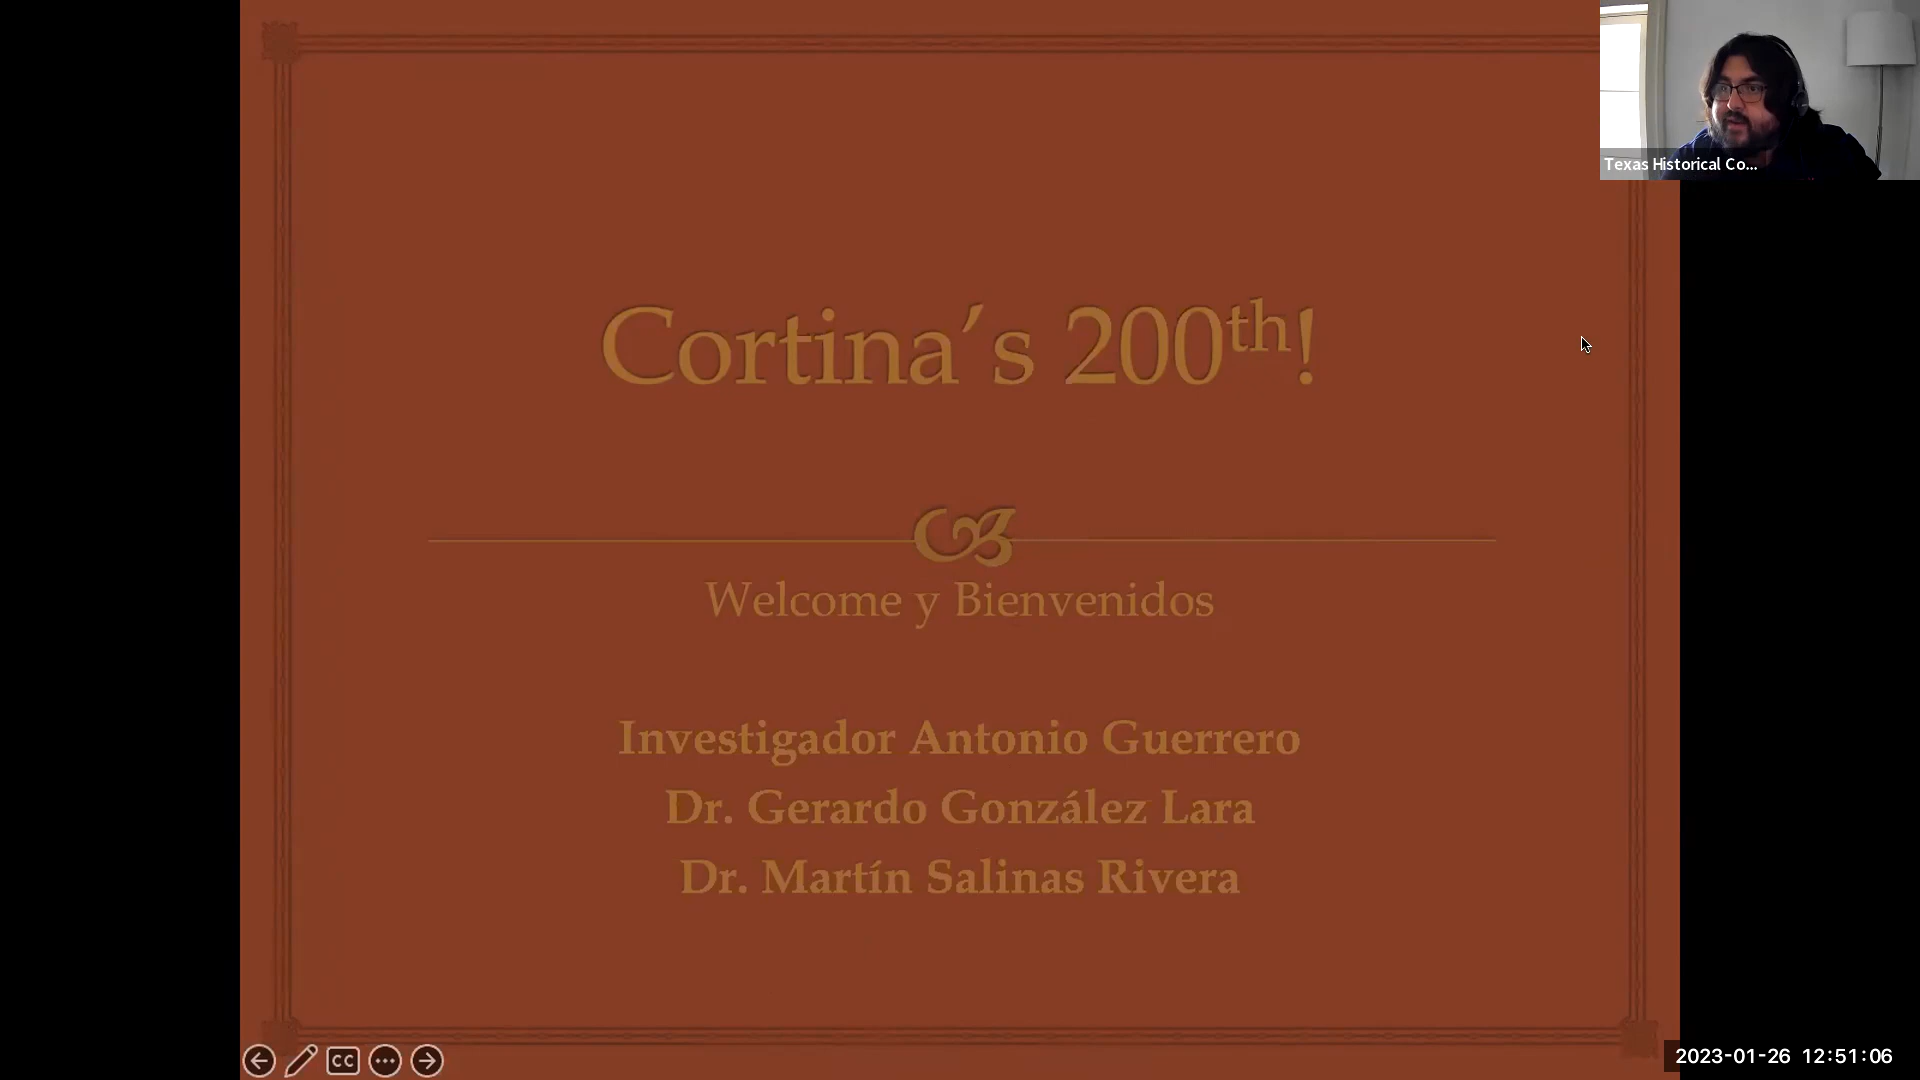 Texas Historical Co...
Cortina's 200th!
Welcome y Bienvenidos
Investigador Antonio Guerrero
Dr. Gerardo González Lara
Dr. Martín Salinas Rivera
CC
2023-01-26 12:51:06